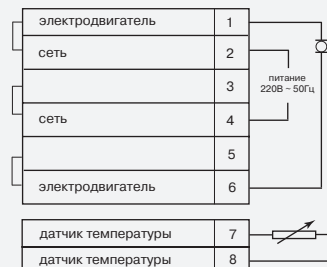 электродвигатель 1
сеть 2
3
питание
220В ~ 50Гц
сеть 4
5
электродвигатель 6
датчик температуры 7
датчик температуры 8